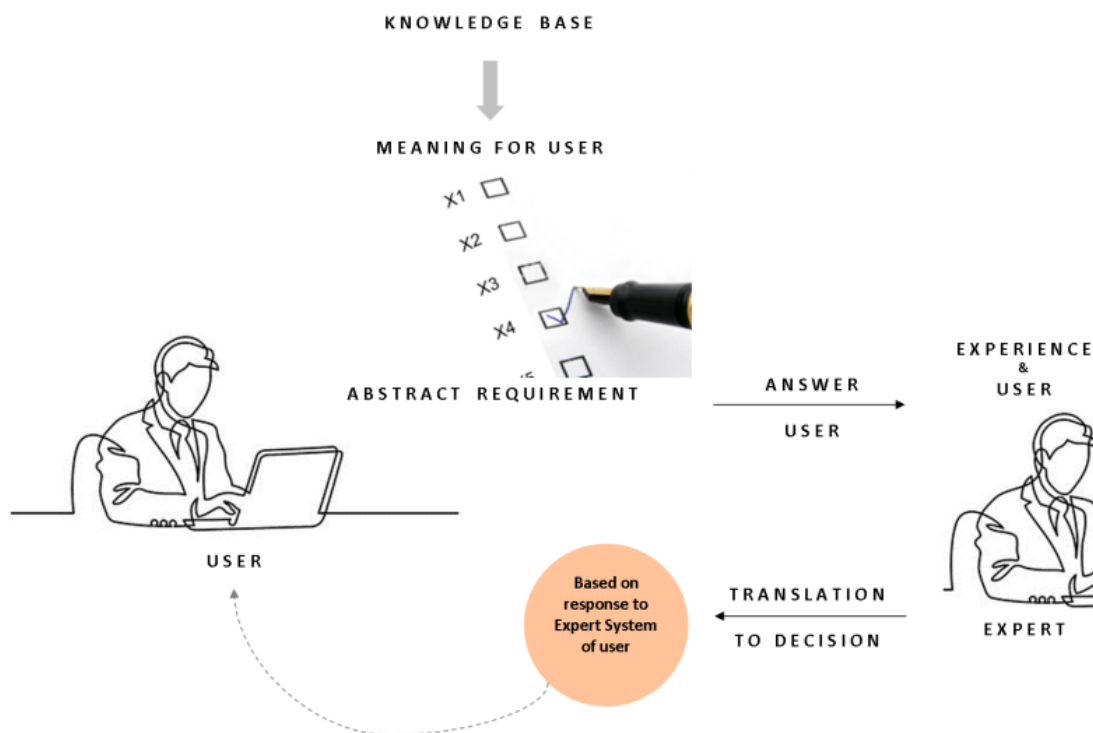 KNOWLEDGE BASE
MEANING FOR USER
X1
X2
X3
X4
ABSTRACT REQUIREMENT
ANSWER
USER
EXPERIENCE
&
USER
USER
Based on
response to
Expert System
of user
TRANSLATION
TO DECISION
EXPERT